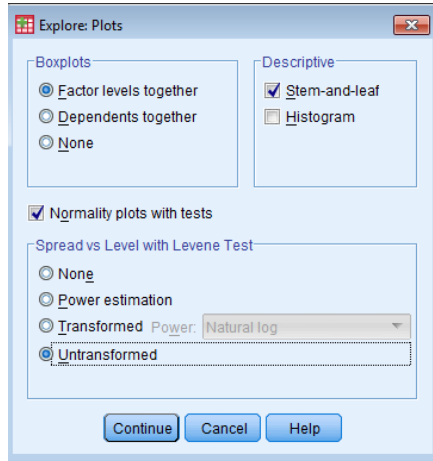 Explore: Plots
Boxplots
Factor levels together
Dependents together
None
Descriptive
Stem-and-leaf
Histogram
Normality plots with tests
Spread vs Level with Levene Test
None
Power estimation
Transformed Power: Natural log
Untransformed
Continue Cancel Help